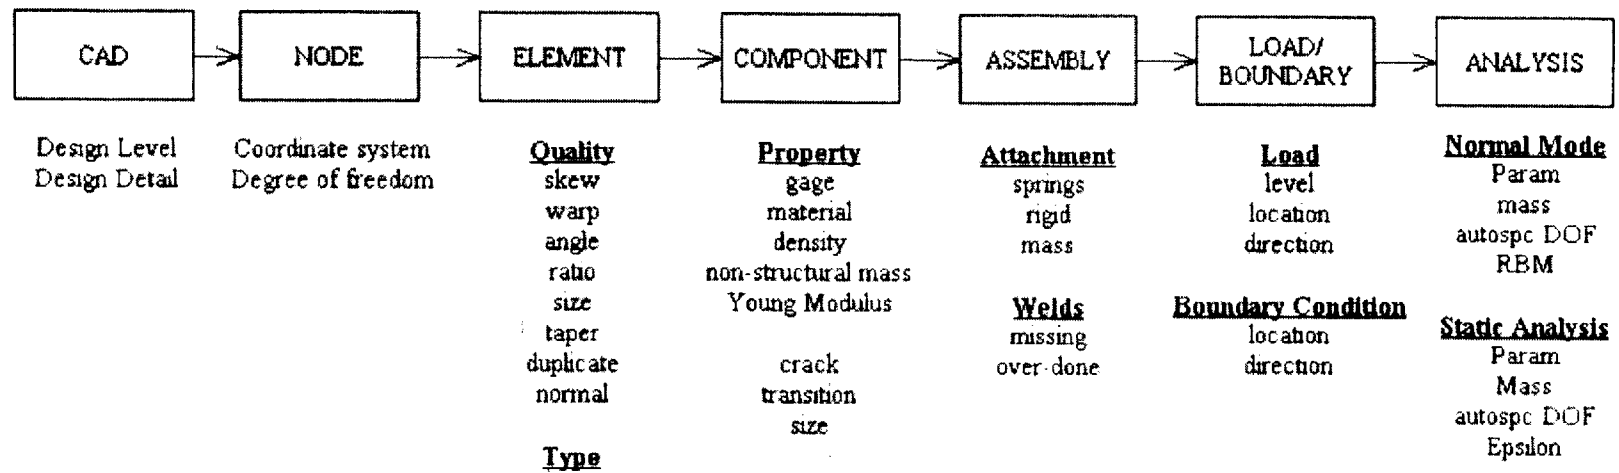 CAD
NODE
ELEMENT
COMPONENT
ASSEMBLY
LOAD/
BOUNDARY
ANALYSIS
Design Level
Design Detail
Coordinate system
Degree of freedom
Quality
skew
warp
angle
ratio
size
taper
duplicate
normal
Type
Property
gage
material
density
non-structural mass
Young Modulus
crack
transition
size
Attachment
springs
rigid
mass
Welds
missing
over-done
Load
level
location
direction
Boundary Condition
location
direction
Normal Mode
Param
mass
autospc DOF
RBM
Static Analysis
Param
Mass
autospc DOF
Epsilon